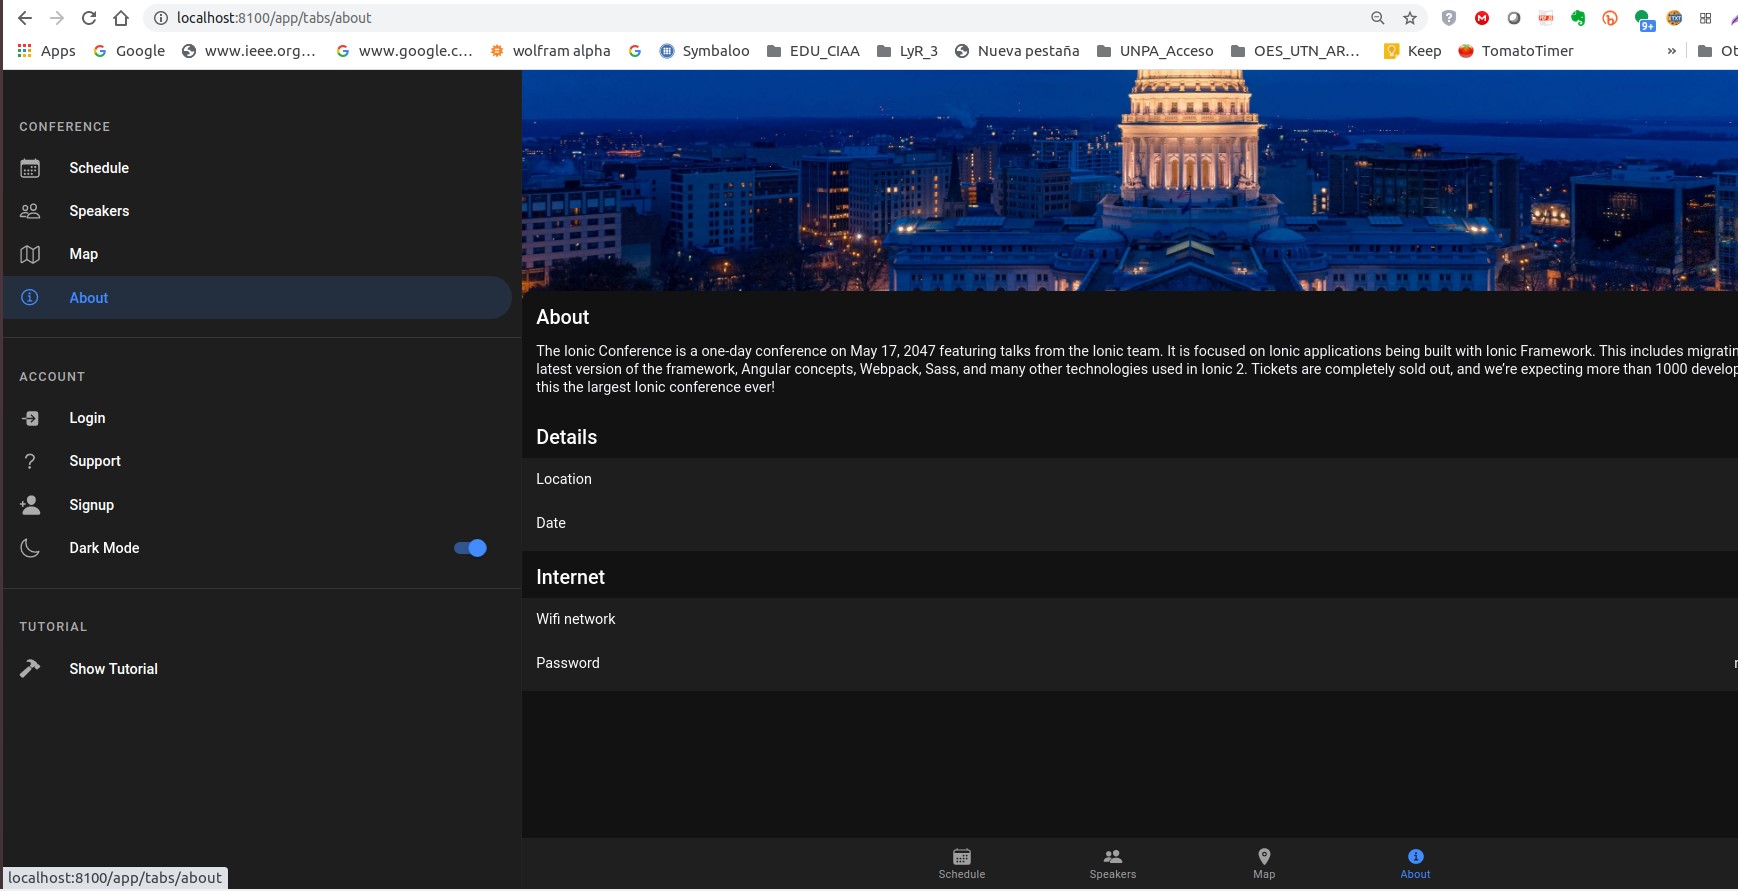 localhost:8100/app/tabs/about
Apps Google www.ieee.org... www.google.c... wolfram alpha Symbaloo EDU_CIAA LyR_3 Nueva pestaña UNPA_Acceso OES_UTN_AR... Keep TomatoTimer » Ot
9+
CONFERENCE
Schedule
Speakers
Map
About
ACCOUNT
Login
Support
Signup
Dark Mode
TUTORIAL
Show Tutorial
About
The Ionic Conference is a one-day conference on May 17, 2047 featuring talks from the Ionic team. It is focused on Ionic applications being built with Ionic Framework. This includes migratin
latest version of the framework, Angular concepts, Webpack, Sass, and many other technologies used in Ionic 2. Tickets are completely sold out, and we're expecting more than 1000 develop
this the largest Ionic conference ever!
Details
Location
Date
Internet
Wifi network
Password
Schedule Speakers Map About
localhost:8100/app/tabs/about